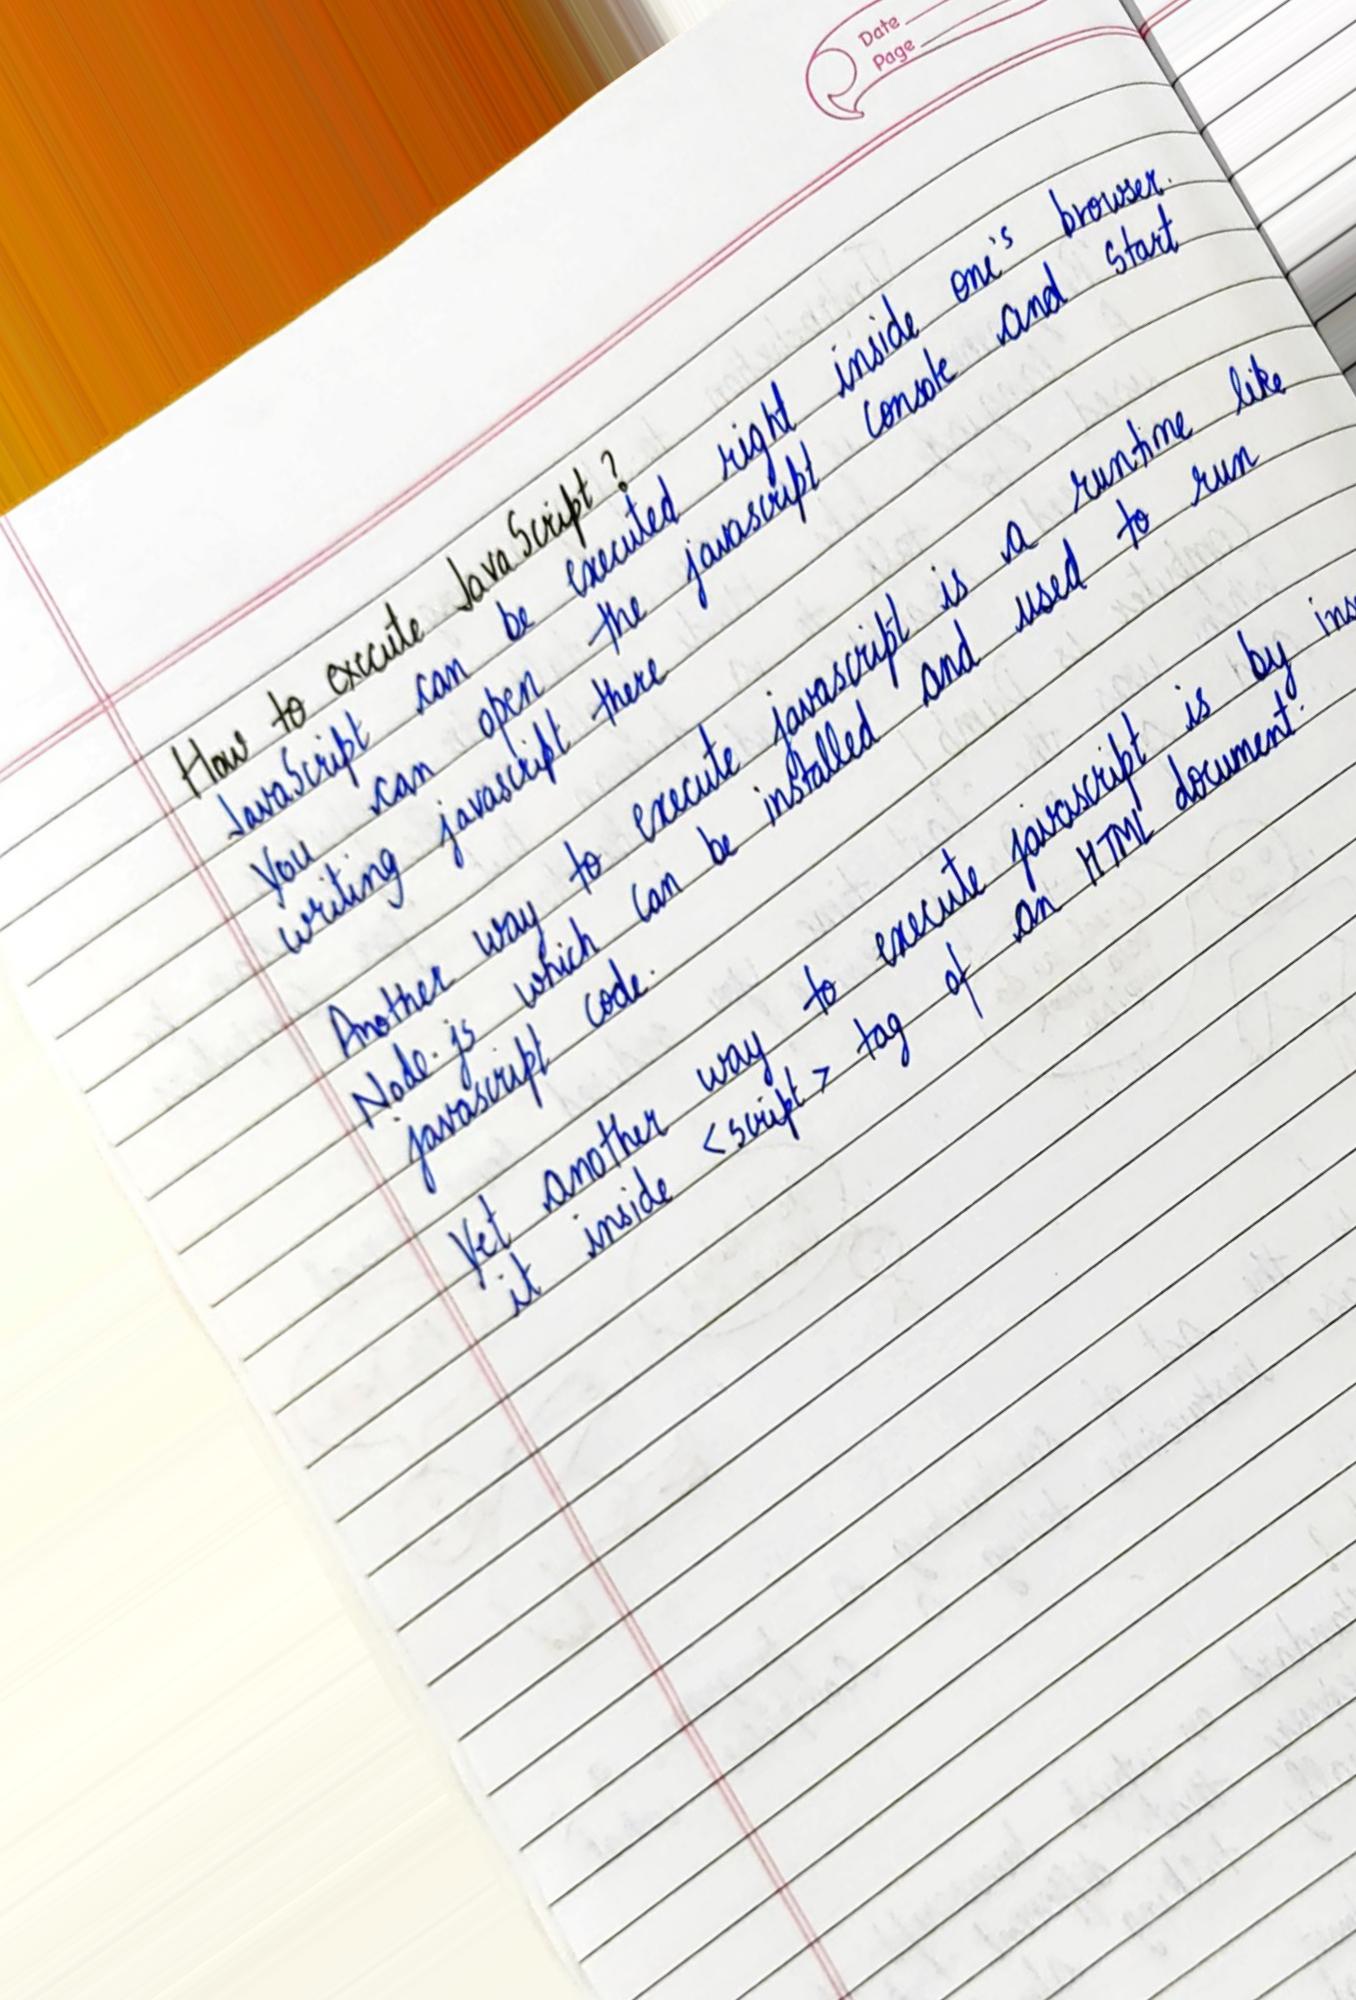 Date
Page
How to execute JavaScript?
JavaScript can be executed right inside one's browser.
You can open the javascript console and start
writing javascript there
Another way to execute javascript is a runtime like
Node.js which can be installed and used to run
javascript code.
Yet another way to execute javascript is by
it inside <script> tag of an HTML document.